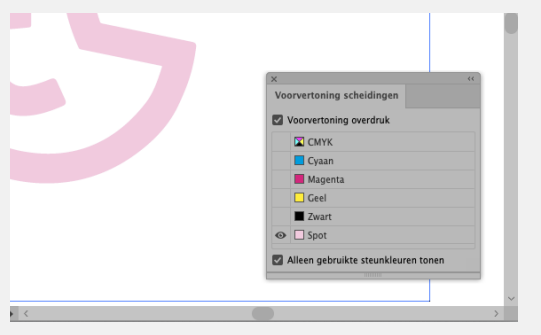 Voorvertoning scheidingen
Voorvertoning overdruk
CMYK
Cyaan
Magenta
Geel
Zwart
Spot
Alleen gebruikte steunkleuren tonen